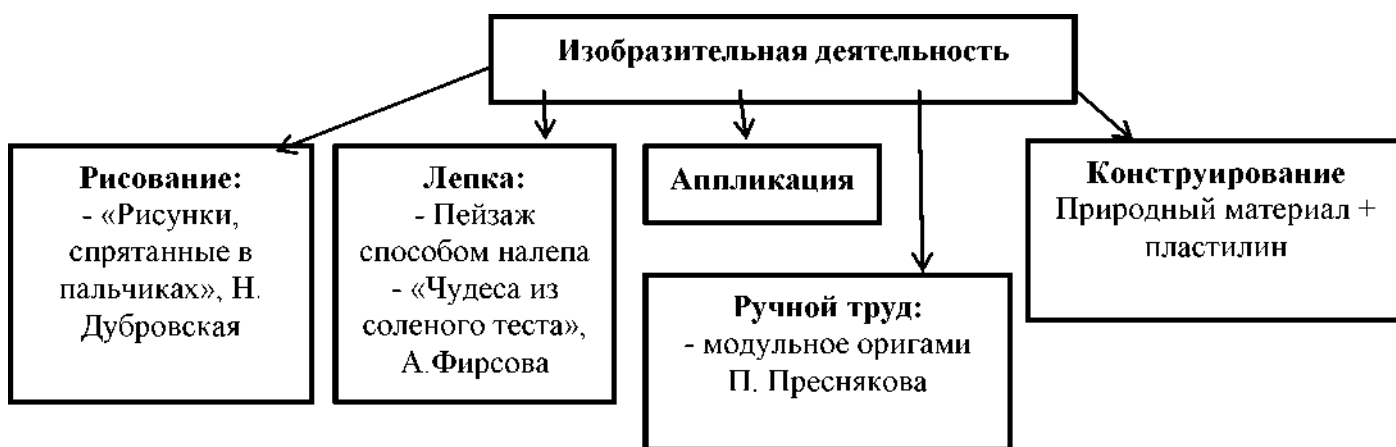 Изобразительная деятельность
Рисование:
- «Рисунки,
спрятанные в
пальчиках», Н.
Дубровская
Лепка:
- Пейзаж
способом налепа
- «Чудеса из
соленого теста»,
А.Фирсова
Аппликация
Ручной труд:
- модульное оригами
П. Преснякова
Конструирование
Природный материал +
пластилин